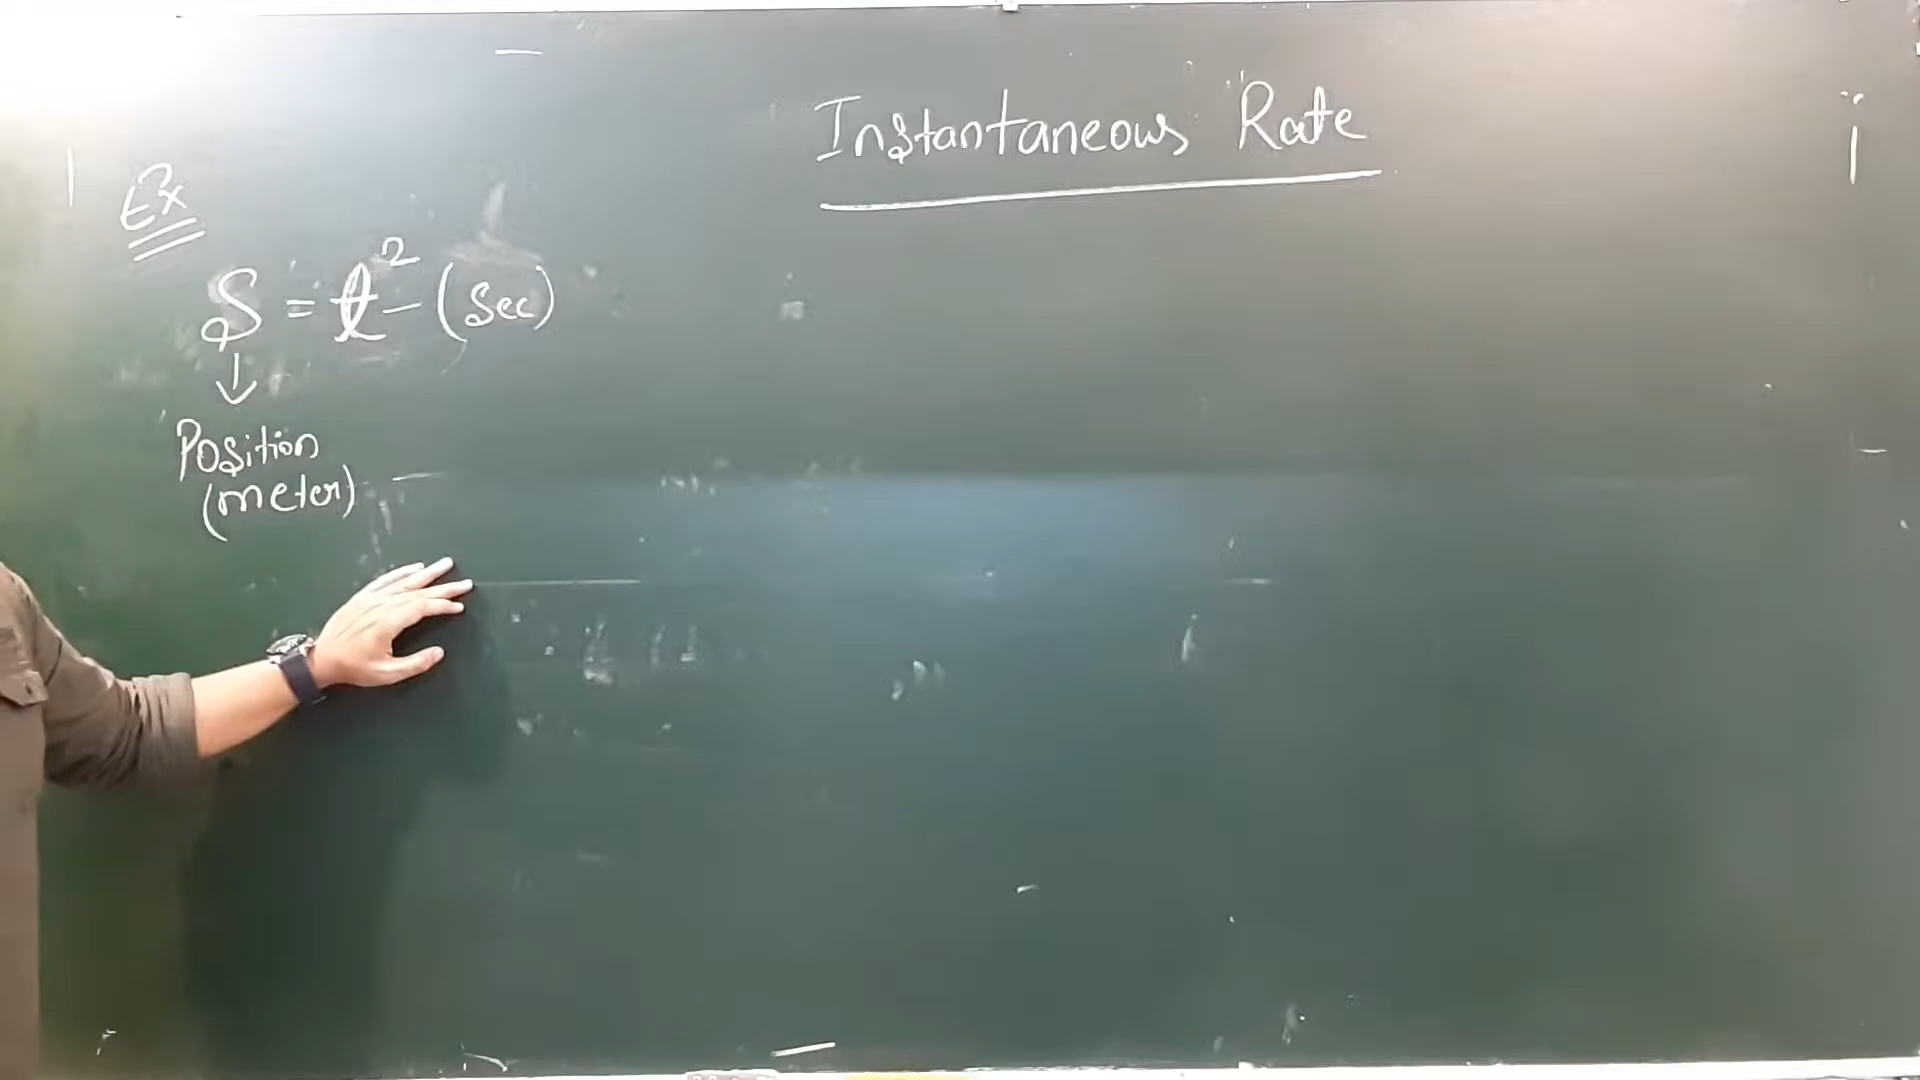 Instantaneous Rate
Ex
S = t² – (Sec)
↓
Position
(meter)